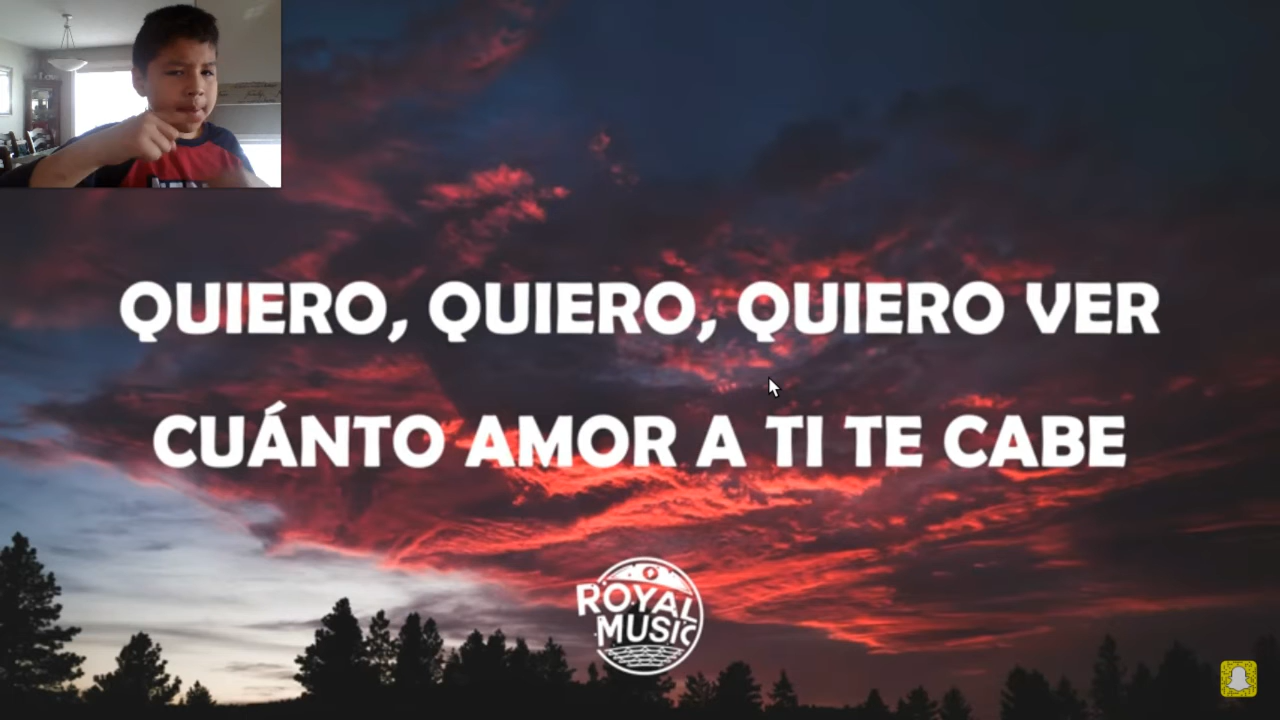 QUIERO, QUIERO, QUIERO VER
CUÁNTO AMOR A TI TE CABE
ROYAL
MUSIC